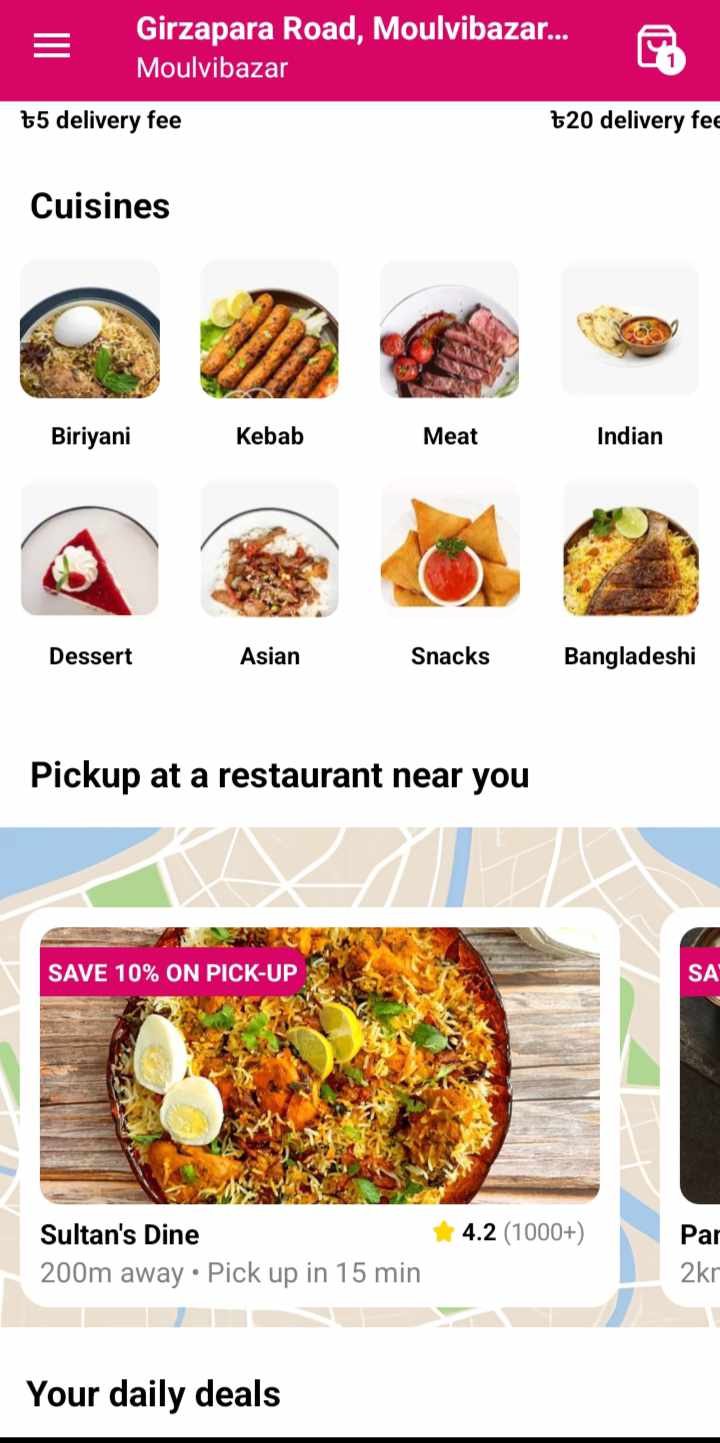 Girzapara Road, Moulvibazar...
Moulvibazar
1
৳5 delivery fee
৳20 delivery fee
Cuisines
Biriyani
Kebab
Meat
Indian
Dessert
Asian
Snacks
Bangladeshi
Pickup at a restaurant near you
SAVE 10% ON PICK-UP
SA
Sultan's Dine
4.2 (1000+)
200m away • Pick up in 15 min
Par
2km
Your daily deals